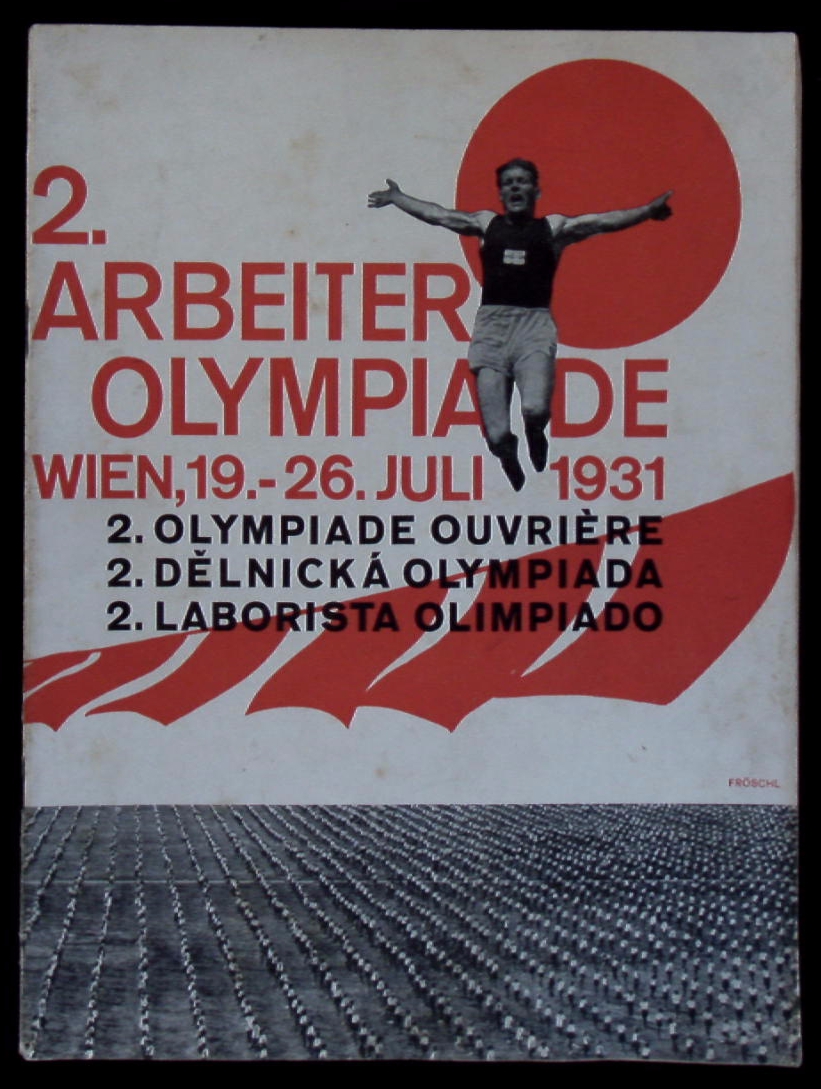 2.
ARBEITER
OLYMPIADE
WIEN, 19.-26. JULI 1931
2. OLYMPIADE OUVRIÈRE
2. DĚLNICKÁ OLYMPIADA
2. LABORISTA OLIMPIADO
FRÖSCHL